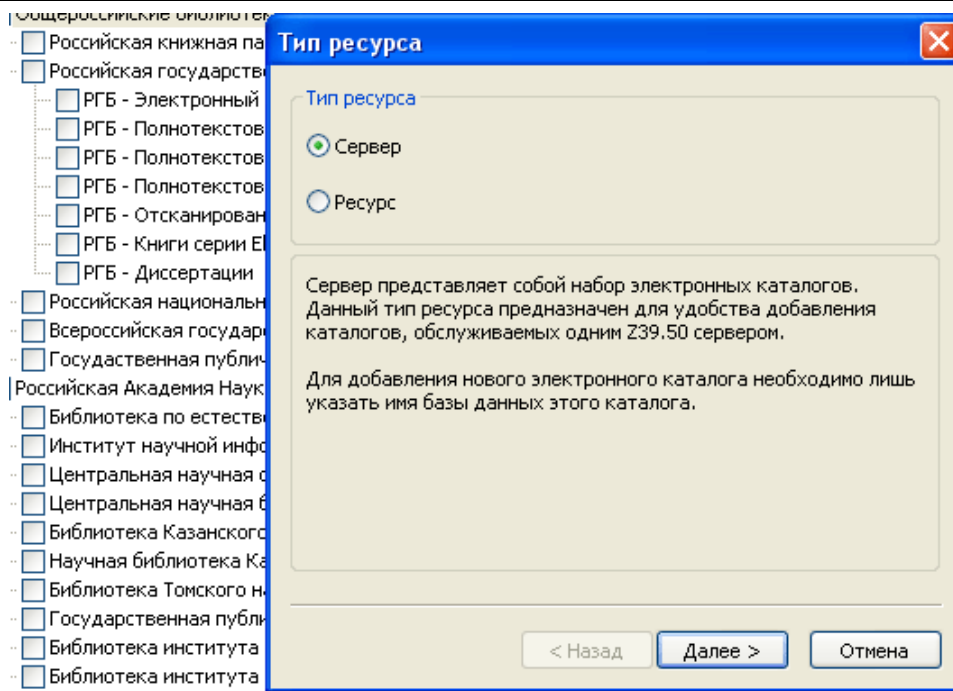 Общероссийские библиотек
Российская книжная па
Российская государств
РГБ - Электронный
РГБ - Полнотекстов
РГБ - Полнотекстов
РГБ - Полнотекстов
РГБ - Отсканирован
РГБ - Книги серии El
РГБ - Диссертации
Российская национальн
Всероссийская государ
Госудаственная публич
Российская Академия Наук
Библиотека по естеств
Институт научной инфо
Центральная научная с
Центральная научная б
Библиотека Казанского
Научная библиотека Ка
Библиотека Томского н
Государственная публи
Библиотека института
Библиотека института
Тип ресурса
Тип ресурса
Сервер
Ресурс
Сервер представляет собой набор электронных каталогов.
Данный тип ресурса предназначен для удобства добавления
каталогов, обслуживаемых одним Z39.50 сервером.
Для добавления нового электронного каталога необходимо лишь
указать имя базы данных этого каталога.
< Назад
Далее >
Отмена